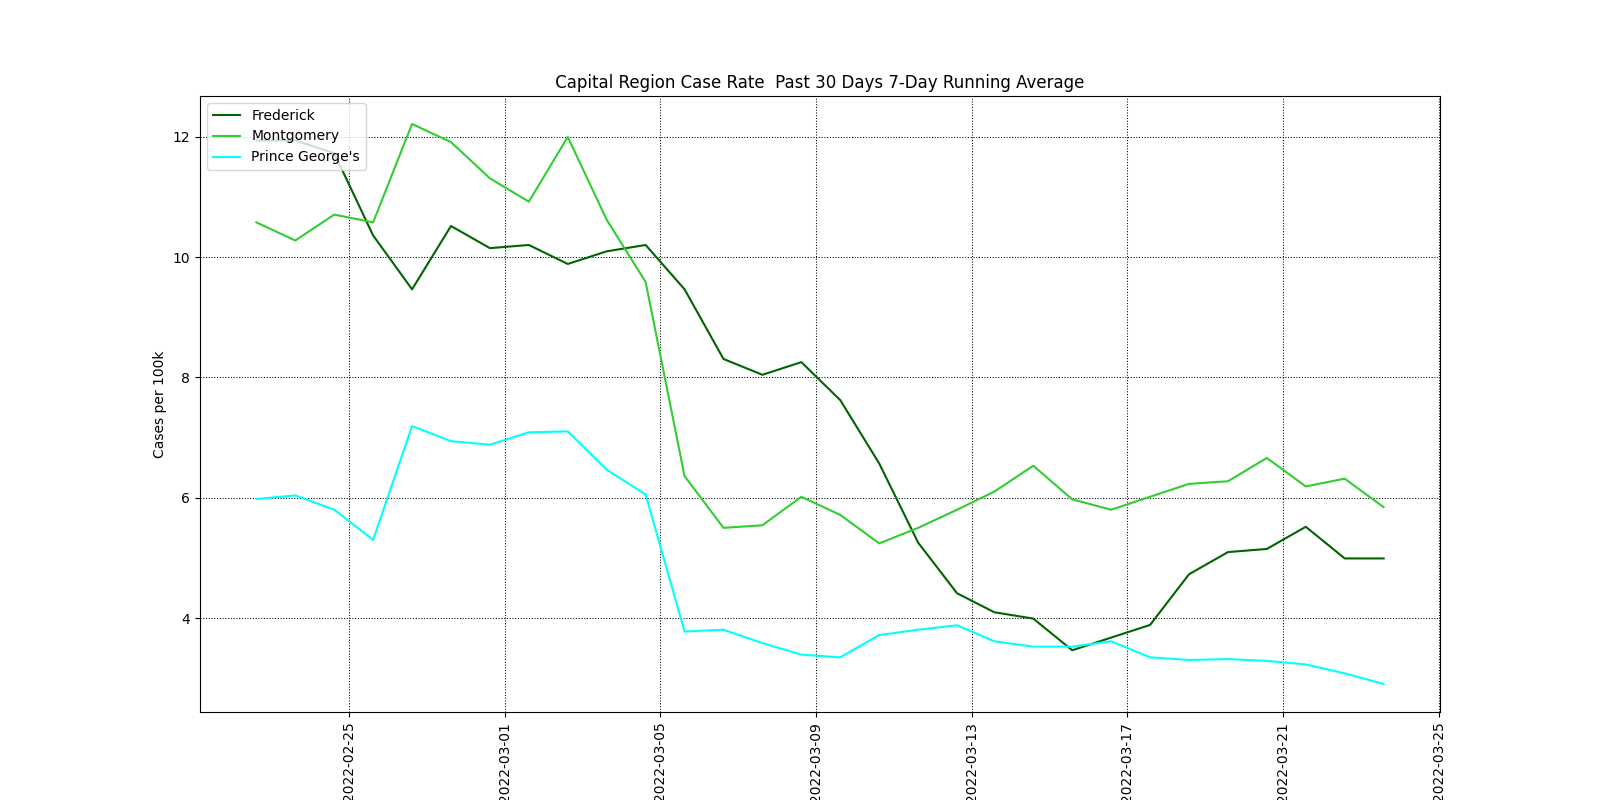 Capital Region Case Rate  Past 30 Days 7-Day Running Average
Frederick
Montgomery
Prince George's
Cases per 100k
12
10
8
6
4
2022-02-25
2022-03-01
2022-03-05
2022-03-09
2022-03-13
2022-03-17
2022-03-21
2022-03-25